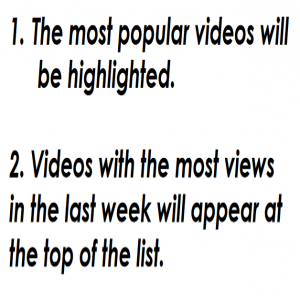 1. The most popular videos will
be highlighted.
2. Videos with the most views
in the last week will appear at
the top of the list.